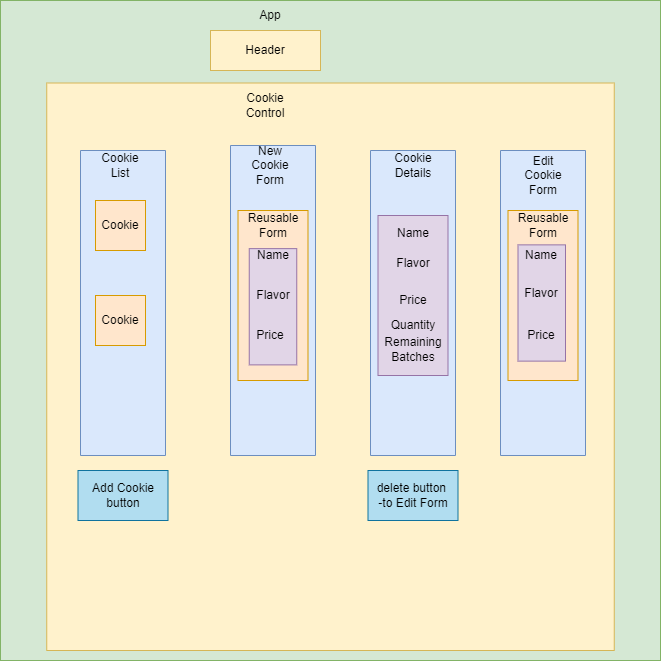 App
Header
Cookie
Control
Cookie
List
Cookie
Cookie
New
Cookie
Form
Reusable
Form
Name
Flavor
Price
Cookie
Details
Name
Flavor
Price
Quantity
Remaining
Batches
Edit
Cookie
Form
Reusable
Form
Name
Flavor
Price
Add Cookie
button
delete button
-to Edit Form